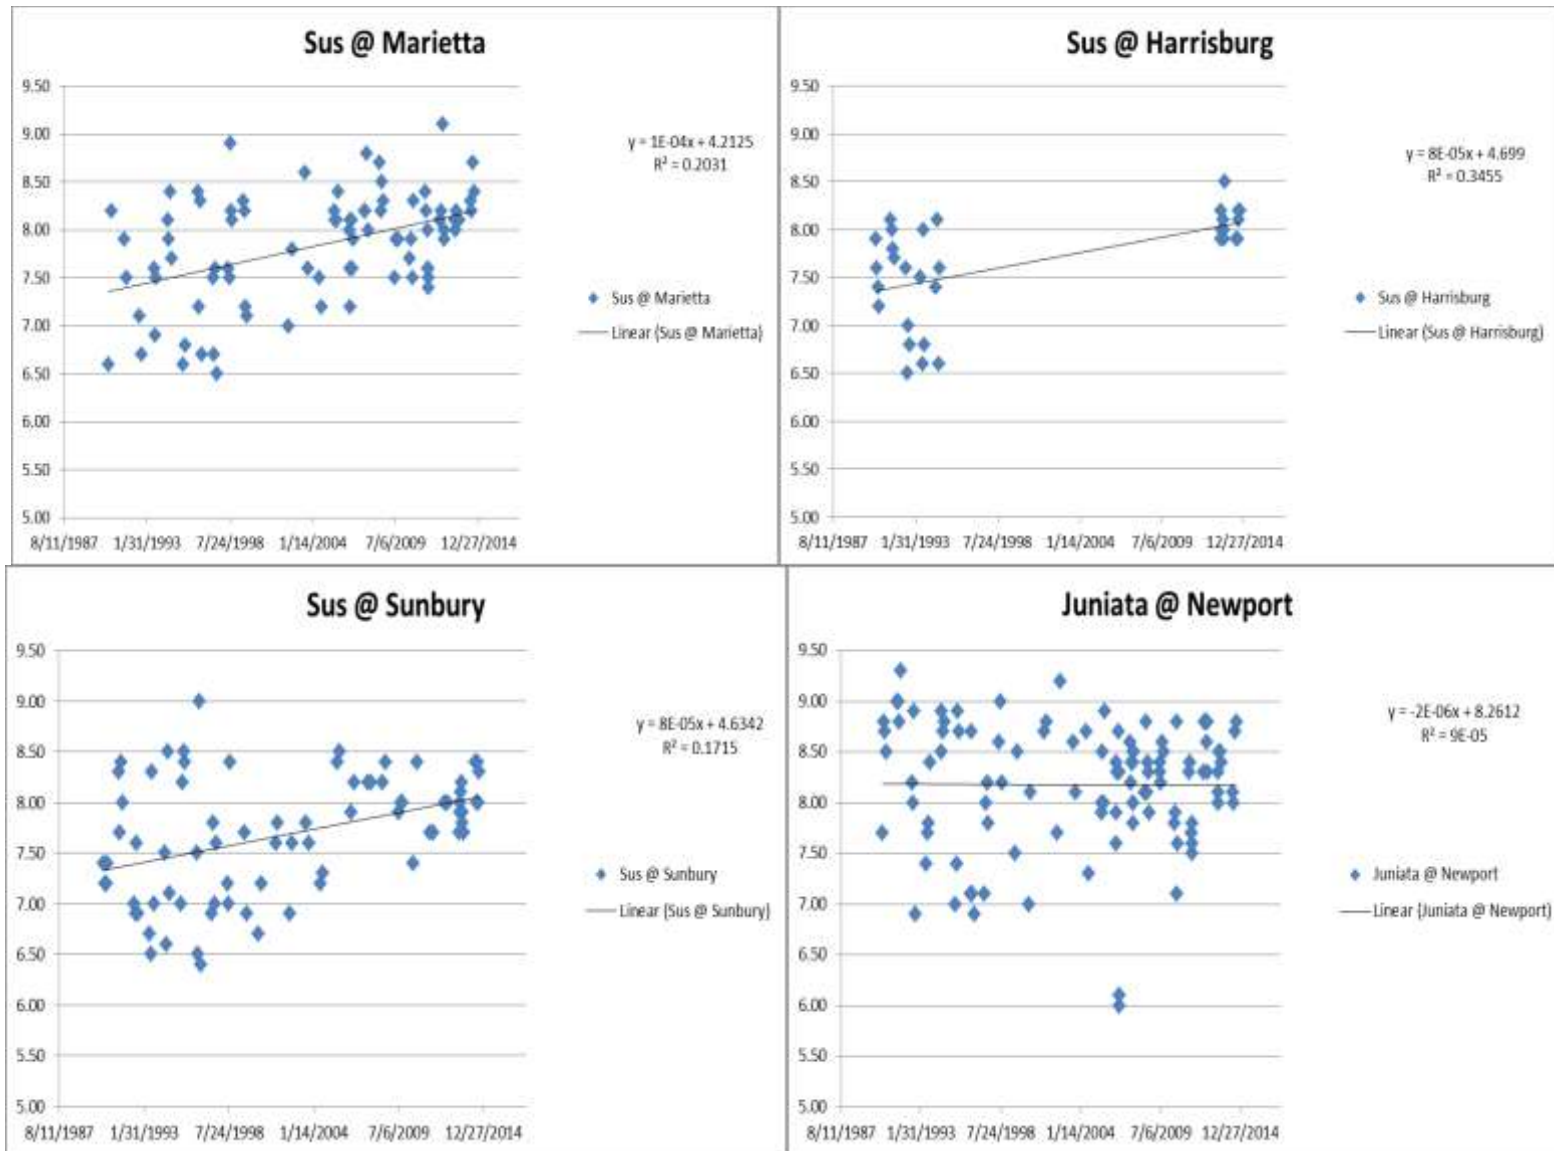 Sus @ Marietta
9.50
9.00
8.50
8.00
7.50
7.00
6.50
6.00
5.50
5.00
8/11/1987 1/31/1993 7/24/1998 1/14/2004 7/6/2009 12/27/2014
y = 1E-04x + 4.2125
R² = 0.2031
Sus @ Marietta
Linear (Sus @ Marietta)
Sus @ Harrisburg
9.50
9.00
8.50
8.00
7.50
7.00
6.50
6.00
5.50
5.00
8/11/1987 1/31/1993 7/24/1998 1/14/2004 7/6/2009 12/27/2014
y = 8E-05x + 4.699
R² = 0.3455
Sus @ Harrisburg
Linear (Sus @ Harrisburg)
Sus @ Sunbury
9.50
9.00
8.50
8.00
7.50
7.00
6.50
6.00
5.50
5.00
8/11/1987 1/31/1993 7/24/1998 1/14/2004 7/6/2009 12/27/2014
y = 8E-05x + 4.6342
R² = 0.1715
Sus @ Sunbury
Linear (Sus @ Sunbury)
Juniata @ Newport
9.50
9.00
8.50
8.00
7.50
7.00
6.50
6.00
5.50
5.00
8/11/1987 1/31/1993 7/24/1998 1/14/2004 7/6/2009 12/27/2014
y = -2E-06x + 8.2612
R² = 9E-05
Juniata @ Newport
Linear (Juniata @ Newport)